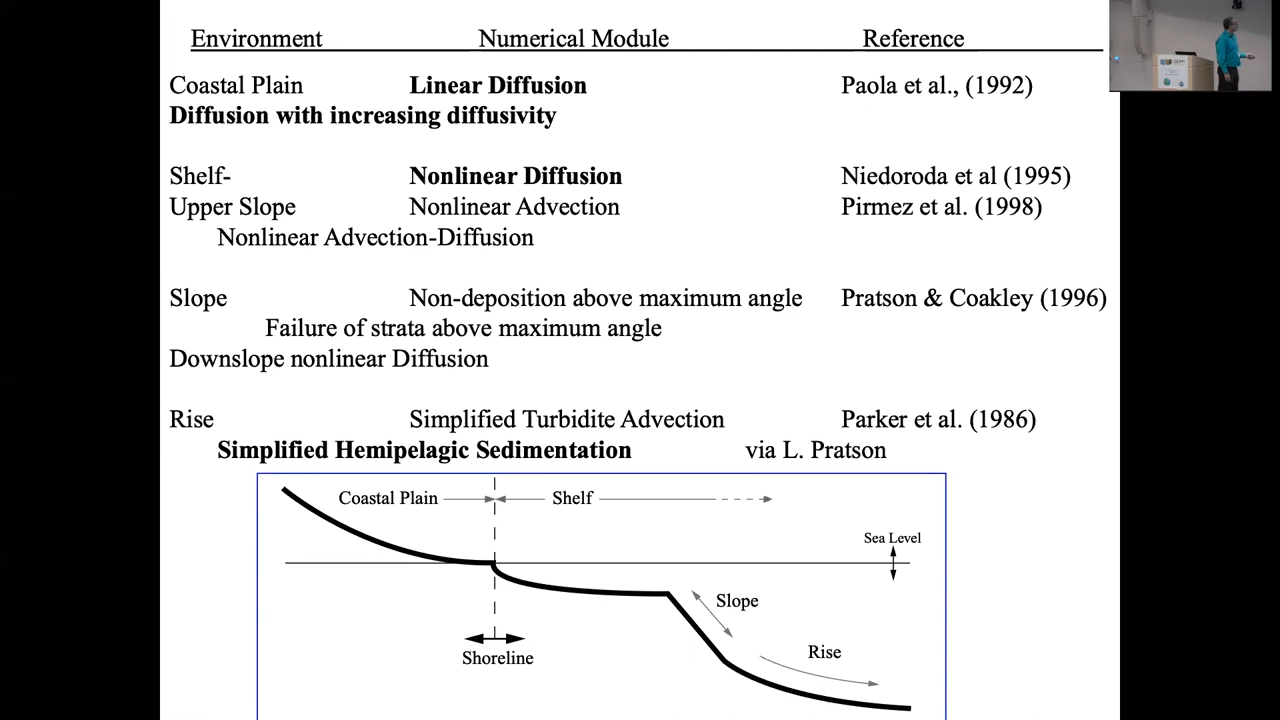 Environment Numerical Module Reference
Coastal Plain Linear Diffusion Paola et al., (1992)
Diffusion with increasing diffusivity
Shelf- Nonlinear Diffusion Niedoroda et al (1995)
Upper Slope Nonlinear Advection Pirmez et al. (1998)
Nonlinear Advection-Diffusion
Slope Non-deposition above maximum angle Pratson & Coakley (1996)
Failure of strata above maximum angle
Downslope nonlinear Diffusion
Rise Simplified Turbidite Advection Parker et al. (1986)
Simplified Hemipelagic Sedimentation via L. Pratson
Coastal Plain Shelf
Sea Level
Slope
Rise
Shoreline